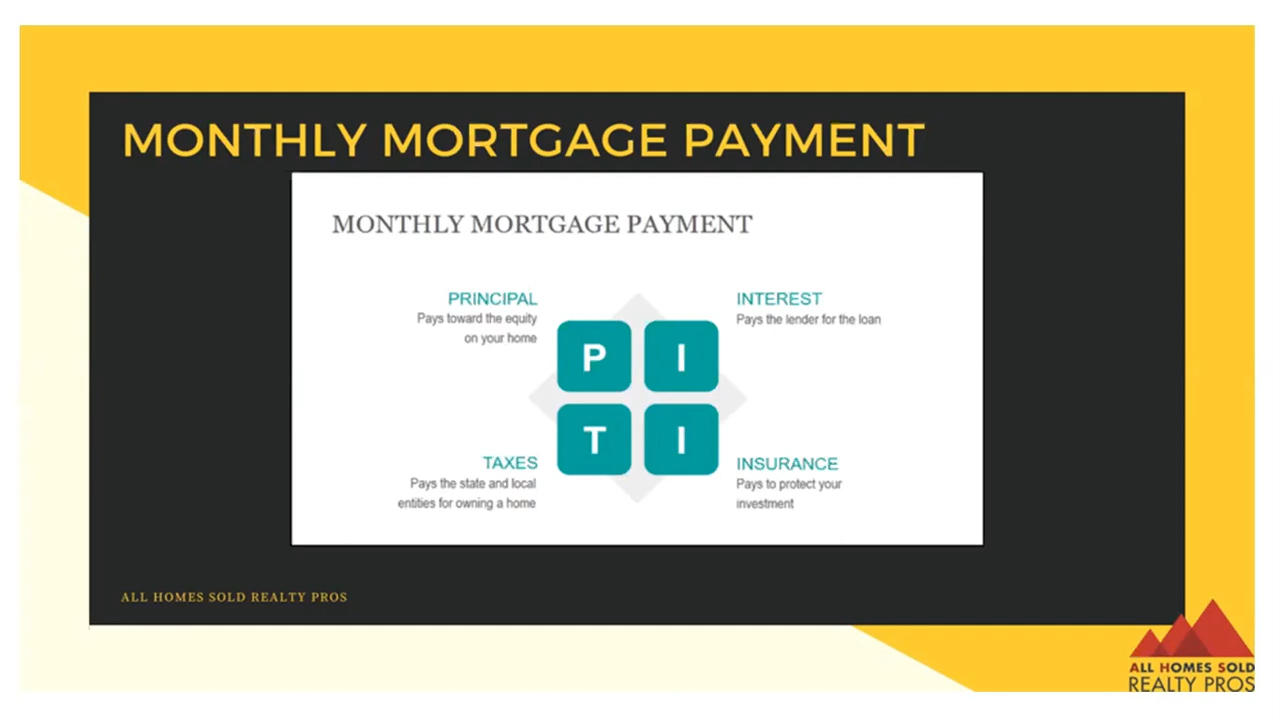 MONTHLY MORTGAGE PAYMENT
MONTHLY MORTGAGE PAYMENT
PRINCIPAL
Pays toward the equity
on your home
INTEREST
Pays the lender for the loan
P I
T I
TAXES
Pays the state and local
entities for owning a home
INSURANCE
Pays to protect your
investment
ALL HOMES SOLD REALTY PROS
ALL HOMES SOLD
REALTY PROS